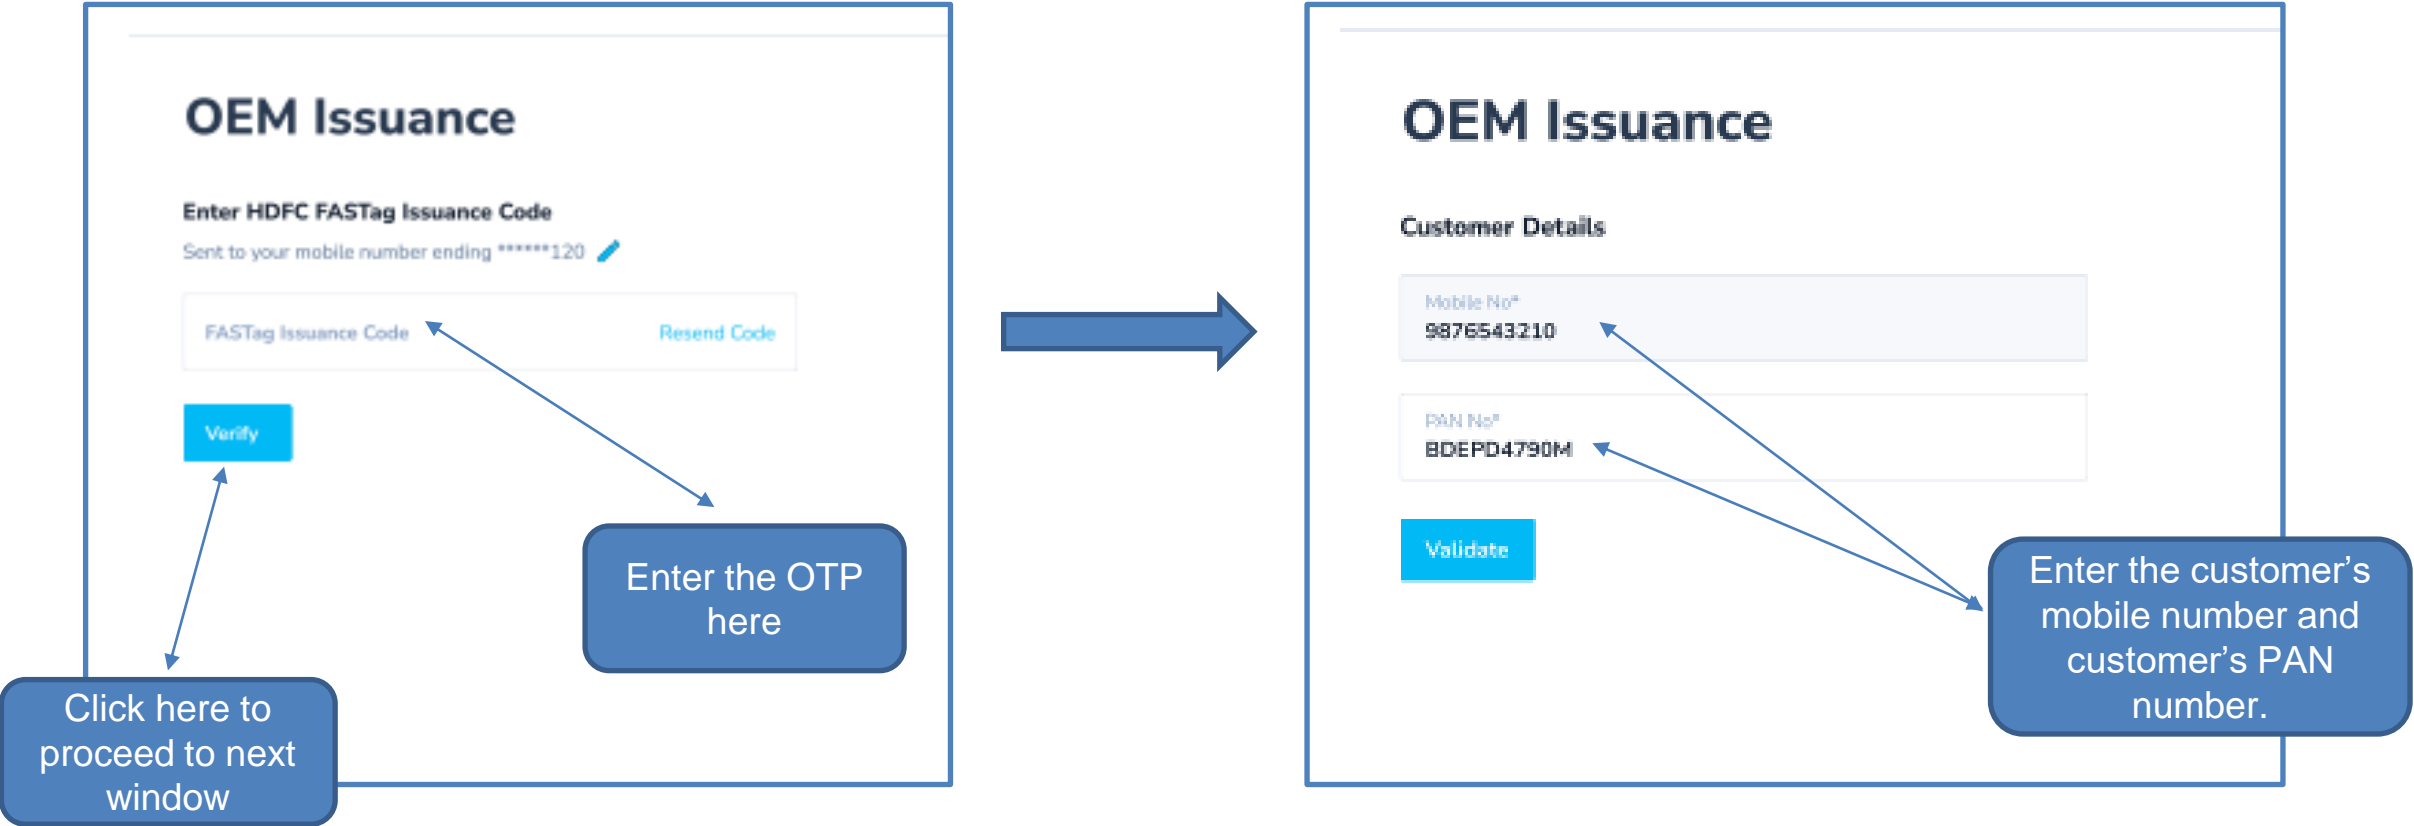 OEM Issuance
Enter HDFC FASTag Issuance Code
Sent to your mobile number ending ******120
FASTag Issuance Code
Resend Code
Verify
Enter the OTP
here
Click here to
proceed to next
window
OEM Issuance
Customer Details
Mobile No*
9876543210
PAN No*
BDEPD4790M
Validate
Enter the customer’s
mobile number and
customer’s PAN
number.